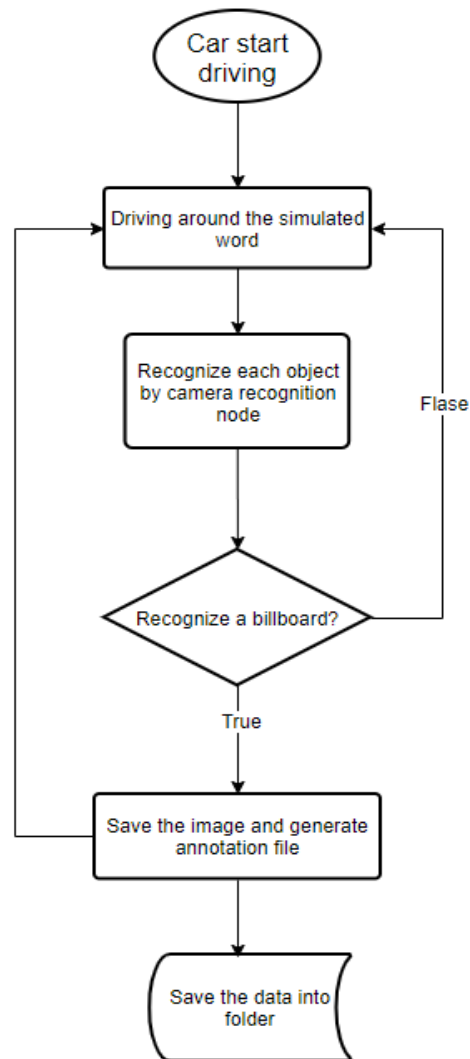 Car start
driving
Driving around the simulated
word
Recognize each object
by camera recognition
node
Flase
Recognize a billboard?
True
Save the image and generate
annotation file
Save the data into
folder